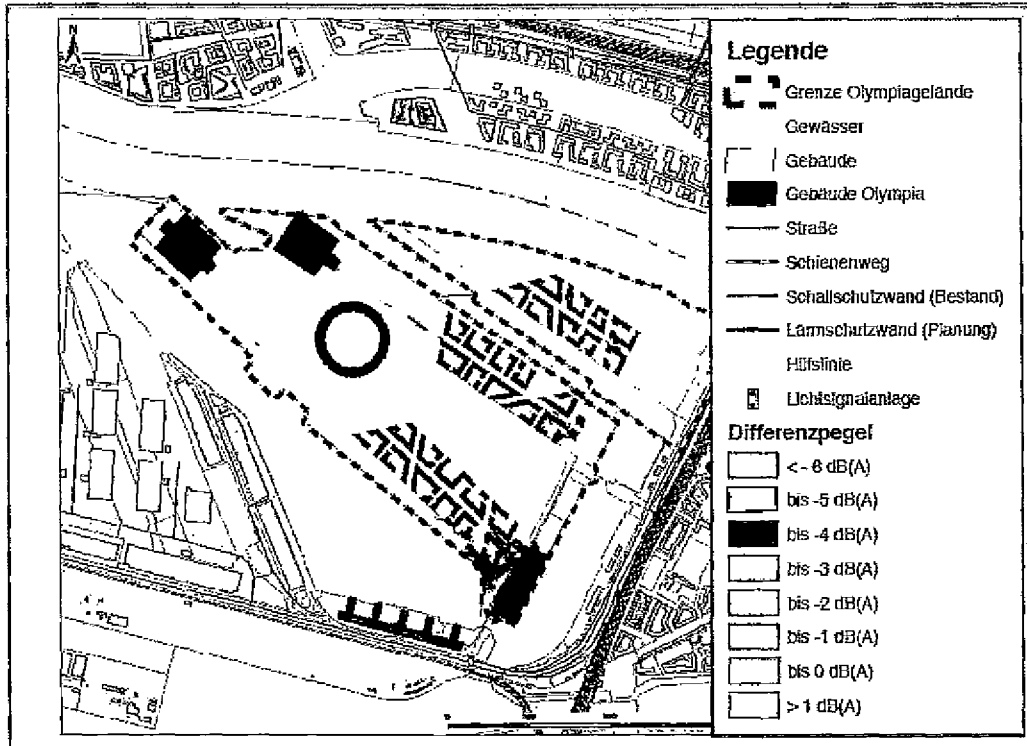 N
Legende
Grenze Olympiagelände
Gewässer
Gebäude
Gebäude Olympia
Straße
Schienenweg
Schallschutzwand (Bestand)
Lärmschutzwand (Planung)
Hilfslinie
Lichtsignalanlage
Differenzpegel
< - 6 dB(A)
bis -5 dB(A)
bis -4 dB(A)
bis -3 dB(A)
bis -2 dB(A)
bis -1 dB(A)
bis 0 dB(A)
> 1 dB(A)
0